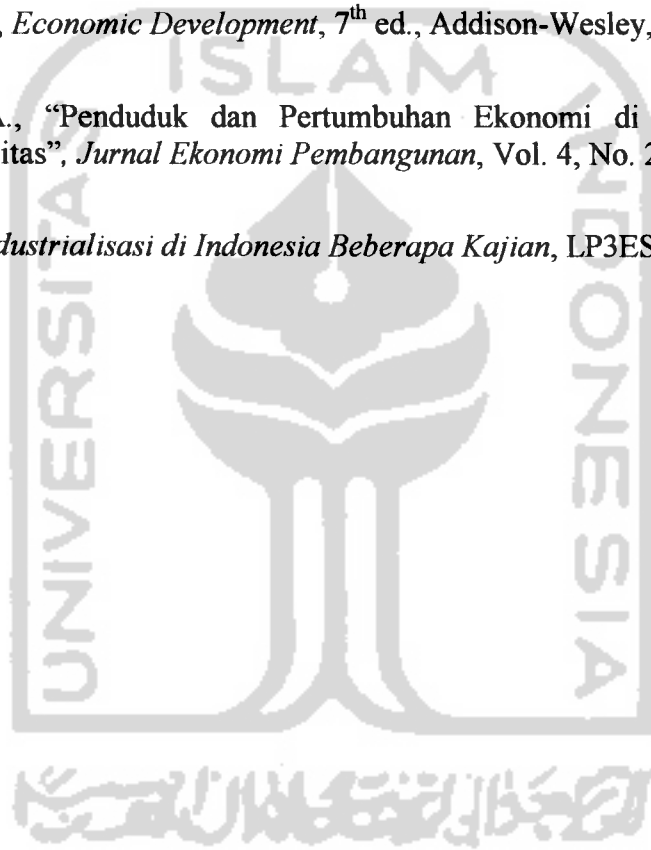 , Economic Development, 7th ed., Addison-Wesley,
ISLAM
A., “Penduduk dan Pertumbuhan Ekonomi di
itas”, Jurnal Ekonomi Pembangunan, Vol. 4, No. 2
dustrialisasi di Indonesia Beberapa Kajian, LP3ES
UNIVERSITAS
INDONESIA